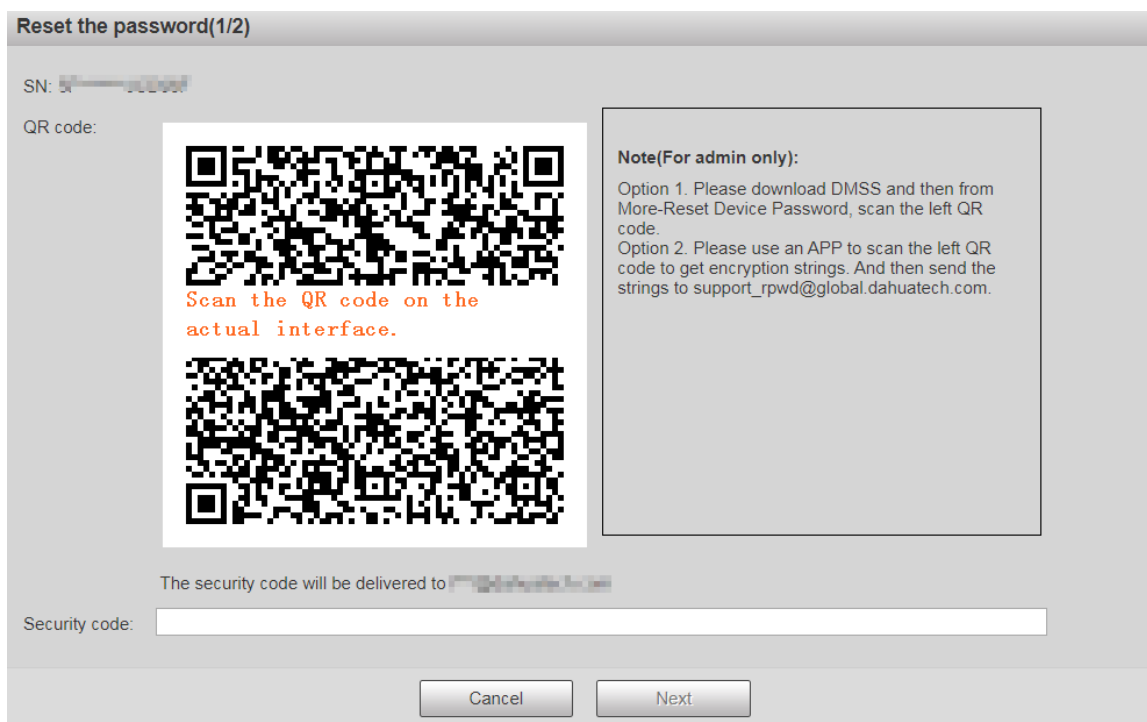 Reset the password(1/2)
SN:
QR code:
Scan the QR code on the
actual interface.
Note(For admin only):
Option 1. Please download DMSS and then from
More-Reset Device Password, scan the left QR
code.
Option 2. Please use an APP to scan the left QR
code to get encryption strings. And then send the
strings to support_rpwd@global.dahuatech.com.
The security code will be delivered to
Security code:
Cancel
Next